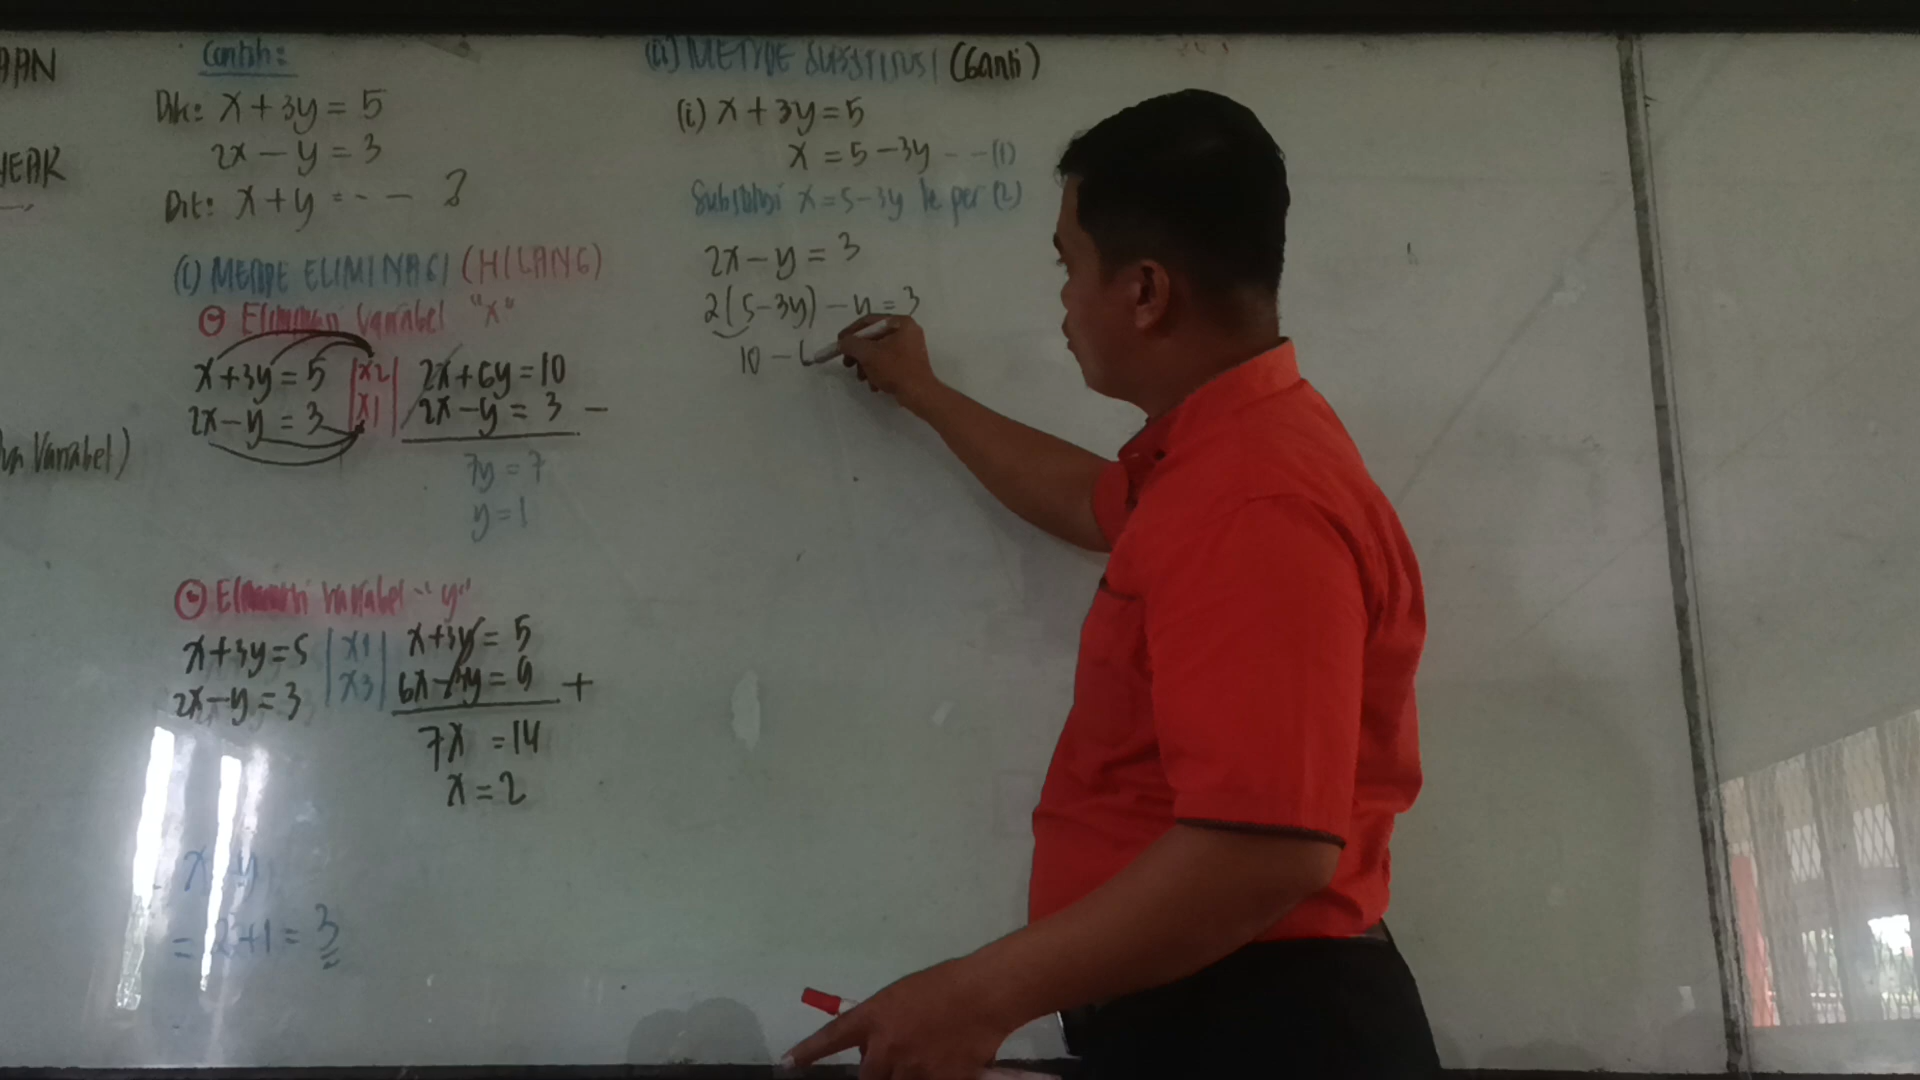 AAN
NEAR
Variabel)
Contoh:
Dik: x + 3y = 5
2x - y = 3
Dit: x + y = - - - ?
(i) METODE ELIMINASI (HILANG)
Eliminasi Variabel "x"
x + 3y = 5 |x2| 2x + 6y = 10
2x - y = 3 |x1| 2x - y = 3 -
7y = 7
y = 1
Eliminasi Variabel "y"
x + 3y = 5 |x1| x + 3y = 5
2x - y = 3 |x3| 6x - 3y = 9 +
7x = 14
x = 2
x y
= 2 + 1 = 3
(ii) METODE SUBSTITUSI (Ganti)
(i) x + 3y = 5
x = 5 - 3y - - (1)
Substitusi x = 5 - 3y ke per (2)
2x - y = 3
2(5 - 3y) - y = 3
10 -